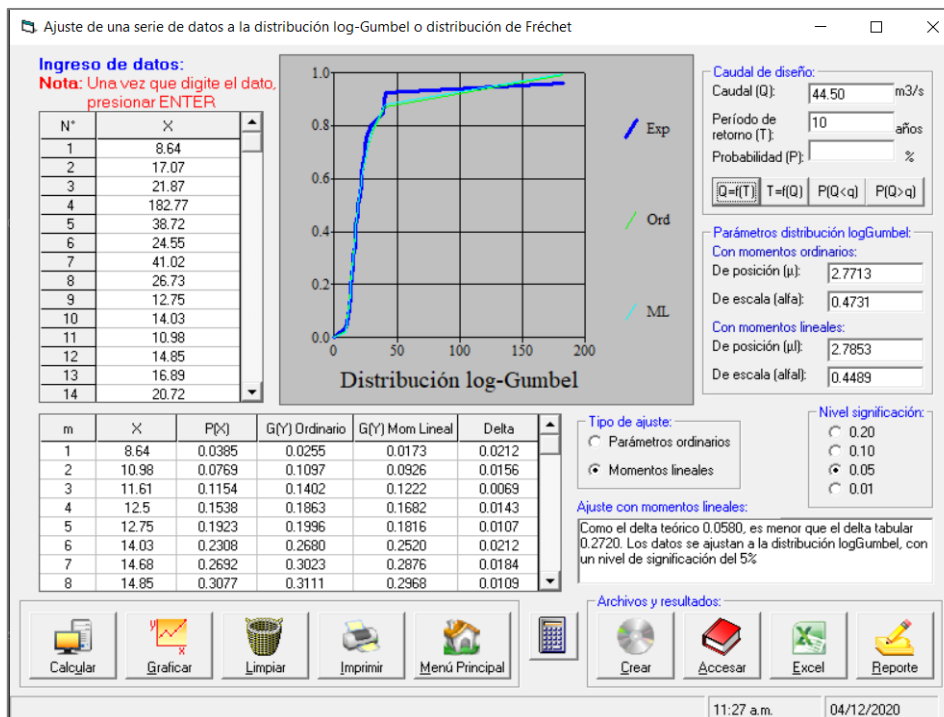 Ajuste de una serie de datos a la distribución log-Gumbel o distribución de Fréchet
Ingreso de datos:
Nota: Una vez que digite el dato,
presionar ENTER
N° X
1 8.64
2 17.07
3 21.87
4 182.77
5 38.72
6 24.55
7 41.02
8 26.73
9 12.75
10 14.03
11 10.98
12 14.85
13 16.89
14 20.72
1.0
0.8
0.6
0.4
0.2
0.0
0 50 100 150 200
Distribución log-Gumbel
Exp
Ord
ML
Caudal de diseño:
Caudal (Q): 44.50 m3/s
Período de
retorno (T): 10 años
Probabilidad (P): %
Q=f(T) T=f(Q) P(Q<q) P(Q>q)
Parámetros distribución logGumbel:
Con momentos ordinarios:
De posición (µ): 2.7713
De escala (alfa): 0.4731
Con momentos lineales:
De posición (µl): 2.7853
De escala (alfal): 0.4489
m X P(X) G(Y) Ordinario G(Y) Mom Lineal Delta
1 8.64 0.0385 0.0255 0.0173 0.0212
2 10.98 0.0769 0.1097 0.0926 0.0156
3 11.61 0.1154 0.1402 0.1222 0.0069
4 12.5 0.1538 0.1863 0.1682 0.0143
5 12.75 0.1923 0.1996 0.1816 0.0107
6 14.03 0.2308 0.2680 0.2520 0.0212
7 14.68 0.2692 0.3023 0.2876 0.0184
8 14.85 0.3077 0.3111 0.2968 0.0109
Tipo de ajuste:
Parámetros ordinarios
Momentos lineales
Nivel significación:
0.20
0.10
0.05
0.01
Ajuste con momentos lineales:
Como el delta teórico 0.0580, es menor que el delta tabular
0.2720. Los datos se ajustan a la distribución logGumbel, con
un nivel de significación del 5%
Calcular
Graficar
Limpiar
Imprimir
Menú Principal
Archivos y resultados:
Crear
Accesar
Excel
Reporte
11:27 a.m. 04/12/2020